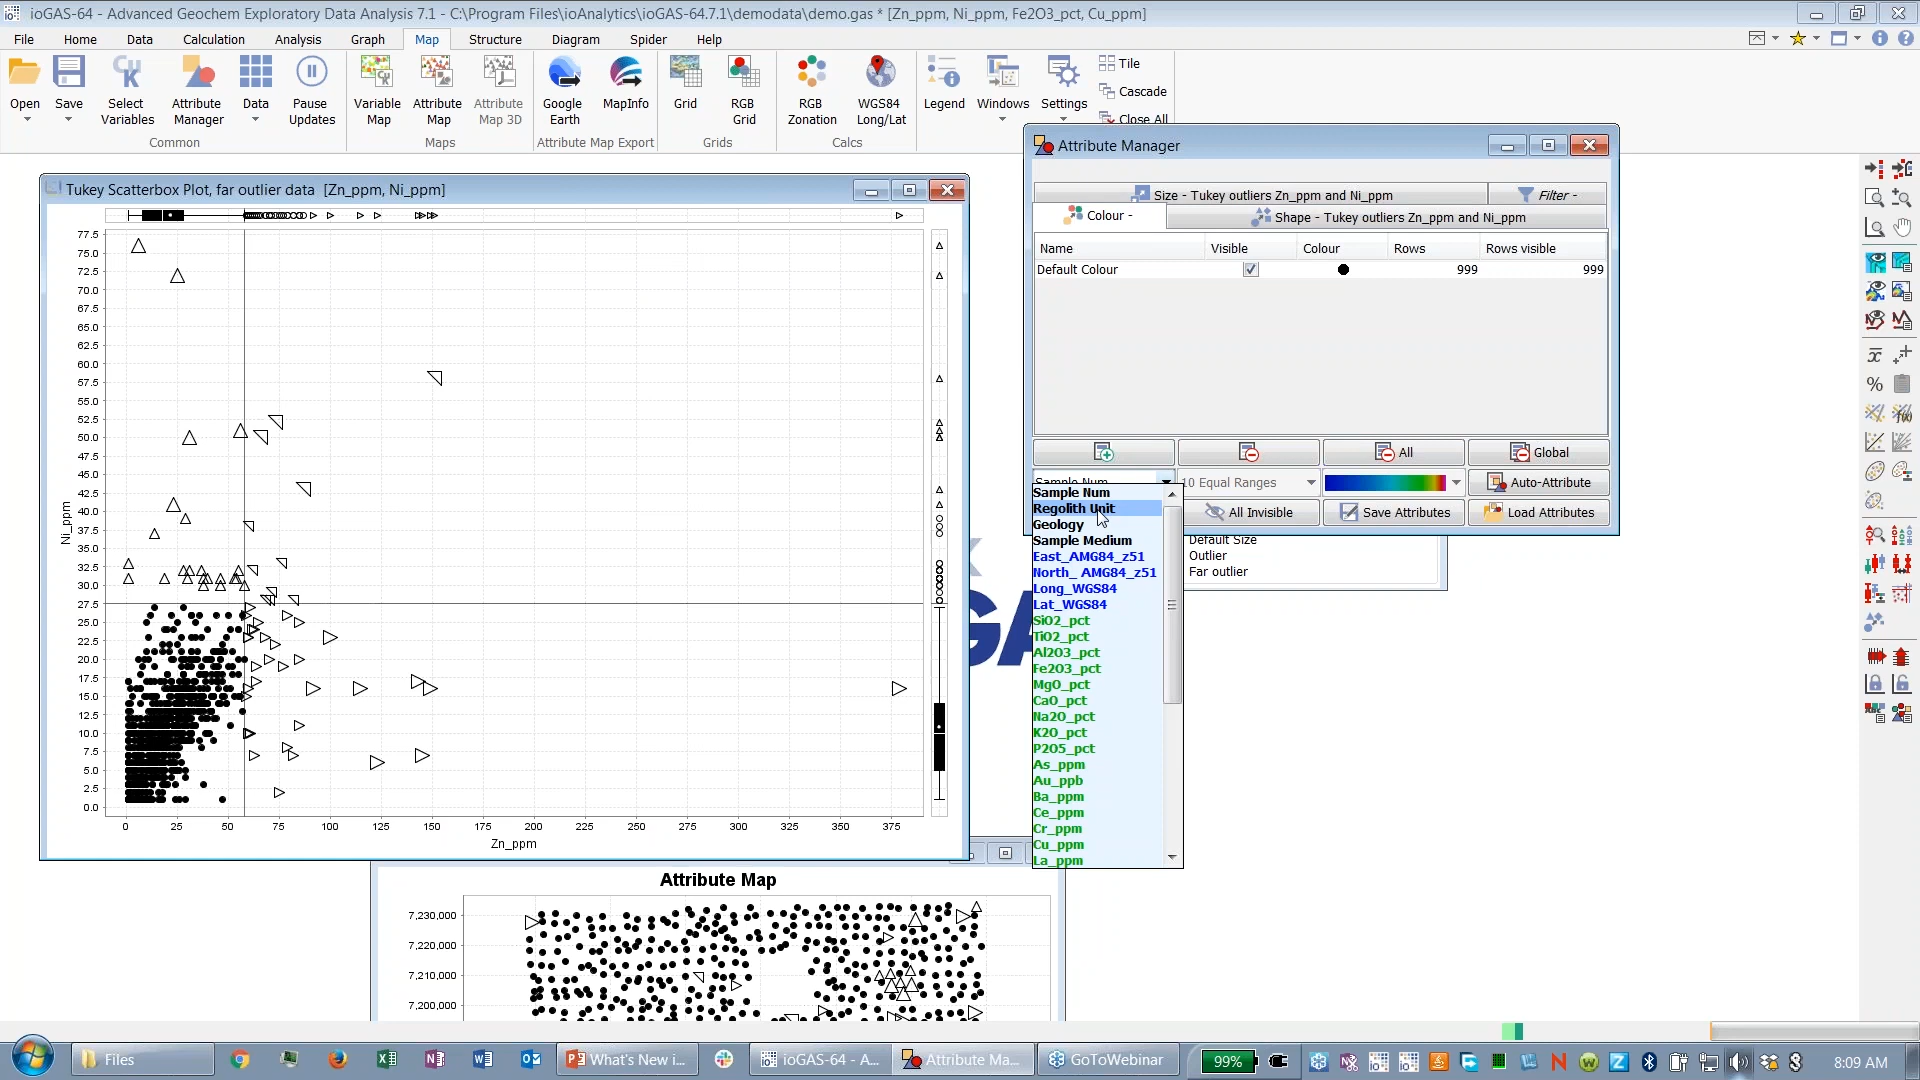 ioGAS-64 - Advanced Geochem Exploratory Data Analysis 7.1 - C:\Program Files\ioAnalytics\ioGAS-64.7.1\demodata\demo.gas * [Zn_ppm, Ni_ppm, Fe2O3_pct, Cu_ppm]
File Home Data Calculation Analysis Graph Map Structure Diagram Spider Help
Open Save Select Variables Attribute Manager Data Pause Updates
Common
Variable Map Attribute Map Attribute Map 3D
Maps
Google Earth MapInfo
Attribute Map Export
Grid RGB Grid
Grids
RGB Zonation WGS84 Long/Lat
Calcs
Legend Windows Settings
Tile
Cascade
Close All
Tukey Scatterbox Plot, far outlier data [Zn_ppm, Ni_ppm]
77.5
75.0
72.5
70.0
67.5
65.0
62.5
60.0
57.5
55.0
52.5
50.0
47.5
45.0
42.5
40.0
37.5
35.0
32.5
30.0
27.5
25.0
22.5
20.0
17.5
15.0
12.5
10.0
7.5
5.0
2.5
0.0
Ni_ppm
0 25 50 75 100 125 150 175 200 225 250 275 300 325 350 375
Zn_ppm
Attribute Manager
Size - Tukey outliers Zn_ppm and Ni_ppm
Filter -
Colour -
Shape - Tukey outliers Zn_ppm and Ni_ppm
Name Visible Colour Rows Rows visible
Default Colour 999 999
All Global
Sample Num 10 Equal Ranges Auto-Attribute
All Invisible Save Attributes Load Attributes
Sample Num
Regolith Unit
Geology
Sample Medium
East_AMG84_z51
North_ AMG84_z51
Long_WGS84
Lat_WGS84
SiO2_pct
TiO2_pct
Al2O3_pct
Fe2O3_pct
MgO_pct
CaO_pct
Na2O_pct
K2O_pct
P2O5_pct
As_ppm
Au_ppb
Ba_ppm
Ce_ppm
Cr_ppm
Cu_ppm
La_ppm
Default Size
Outlier
Far outlier
Attribute Map
7,230,000
7,220,000
7,210,000
7,200,000
Files
What's New i...
ioGAS-64 - A...
Attribute Ma...
GoToWebinar
99%
8:09 AM